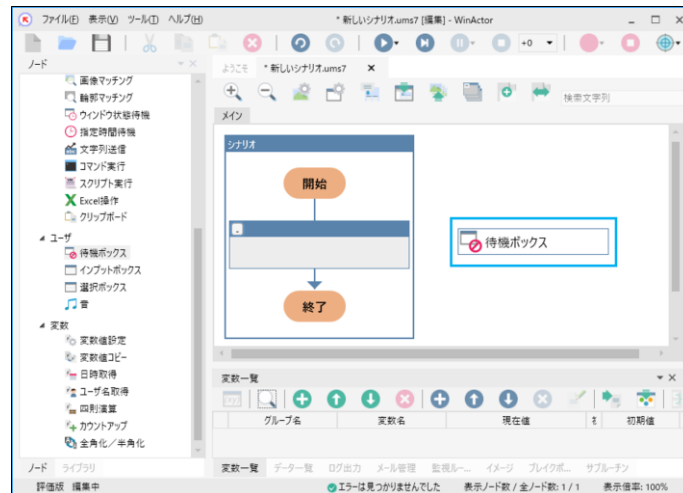 ファイル(F) 表示(V) ツール(T) ヘルプ(H)
* 新しいシナリオ.ums7 [編集] - WinActor
+0
ノード
ようこそ
* 新しいシナリオ.ums7
検索文字列
メイン
画像マッチング
輪郭マッチング
ウィンドウ状態待機
指定時間待機
文字列送信
コマンド実行
スクリプト実行
Excel操作
クリップボード
ユーザ
待機ボックス
インプットボックス
選択ボックス
音
変数
変数値設定
変数値コピー
日時取得
ユーザ名取得
四則演算
カウントアップ
全角化/半角化
シナリオ
開始
終了
待機ボックス
変数一覧
グループ名 変数名 現在値 初期値
ノード ライブラリ
変数一覧 データ一覧 ログ出力 メール管理 監視ルー... イメージ ブレイクポ... サブルーチン
評価版 編集中
エラーは見つかりませんでした 表示ノード数 / 全ノード数: 1 / 1 表示倍率: 100%